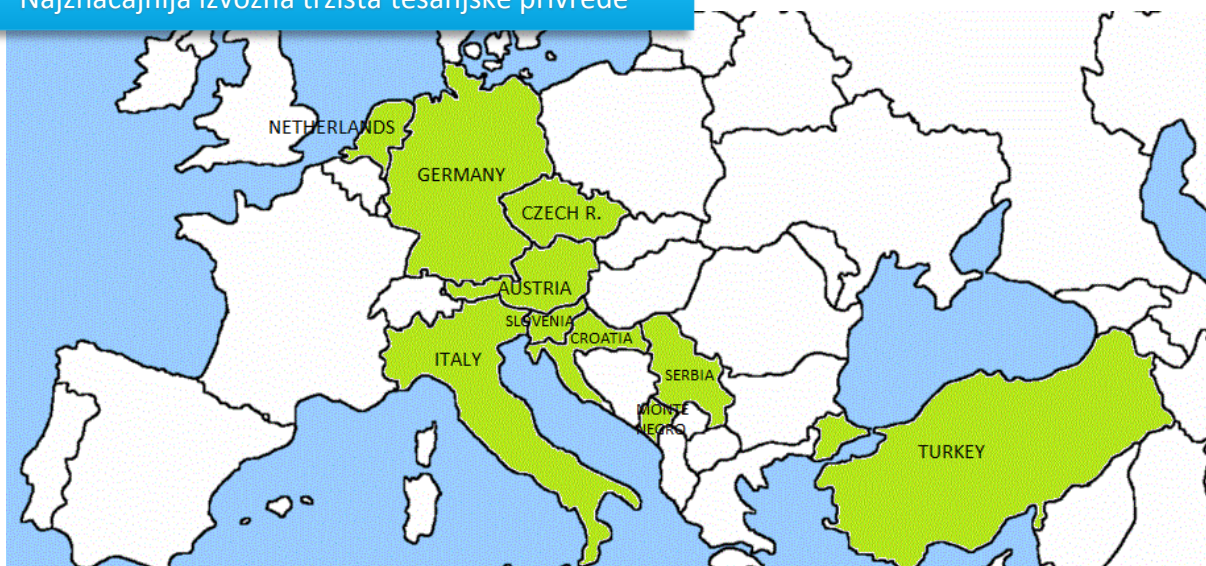 Najznačajnija izvozna tržišta tešanjske privrede
NETHERLANDS
GERMANY
CZECH R.
AUSTRIA
SLOVENIA
CROATIA
ITALY
SERBIA
MONTE
NEGRO
TURKEY